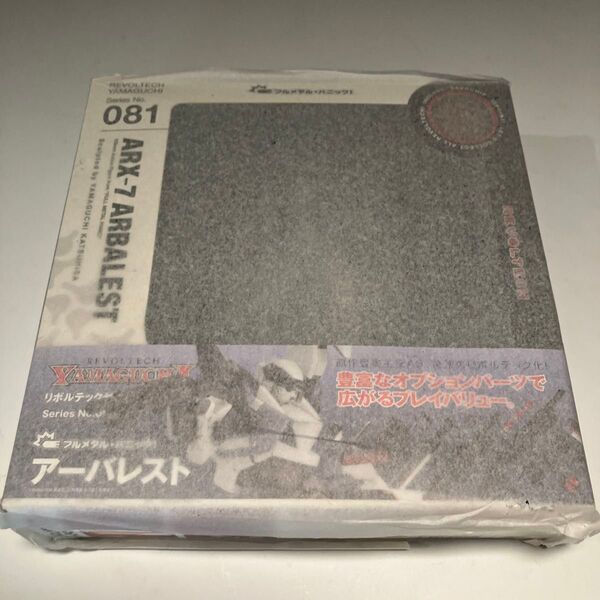 REVOLTECH
YAMAGUCHI
Series No.
081
フルメタル・パニック!
ARX-7 ARBALEST
Sculpted by YAMAGUCHI KATSUHISA
REVOLTECH
REVOLTECH
YAMAGUCHI
リボルテック
Series No.
フルメタル・パニック!
アーバレスト
豊富なオプションパーツで
広がるプレイバリュー。